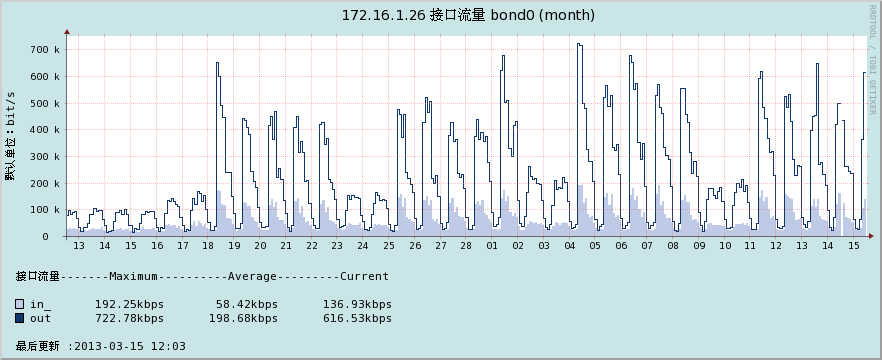 172.16.1.26 接口流量 bond0 (month)
RRDTOOL / TOBI OETIKER
默认单位：bit/s
700 k
600 k
500 k
400 k
300 k
200 k
100 k
0
13 14 15 16 17 18 19 20 21 22 23 24 25 26 27 28 01 02 03 04 05 06 07 08 09 10 11 12 13 14 15
接口流量-------Maximum----------Average---------Current
in_ 192.25kbps 58.42kbps 136.93kbps
out 722.78kbps 198.68kbps 616.53kbps
最后更新 :2013-03-15 12:03